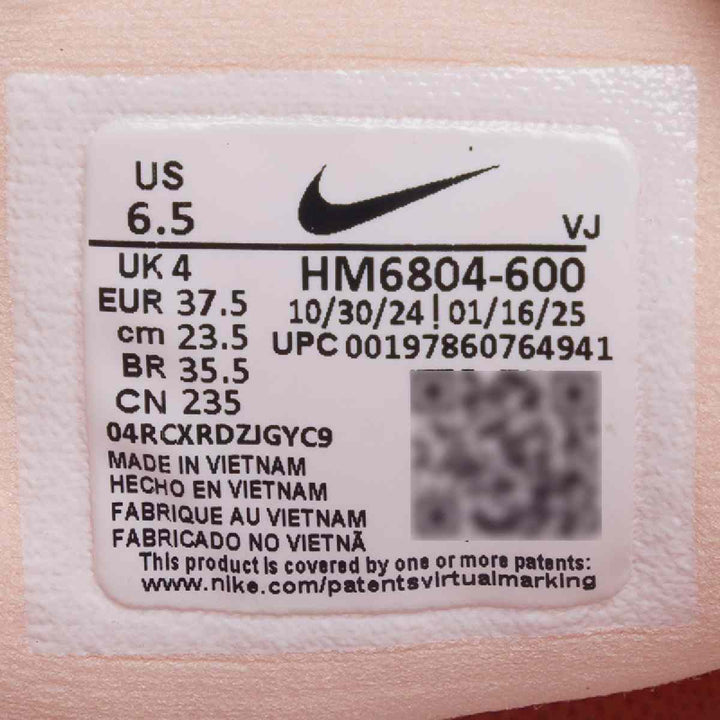 US
6.5
VJ
UK 4
EUR 37.5
cm 23.5
BR 35.5
CN 235
HM6804-600
10/30/24 | 01/16/25
UPC 00197860764941
04RCXRDZJGYC9
MADE IN VIETNAM
HECHO EN VIETNAM
FABRIQUE AU VIETNAM
FABRICADO NO VIETNÃ
This product is covered by one or more patents:
www.nike.com/patentsvirtualmarking